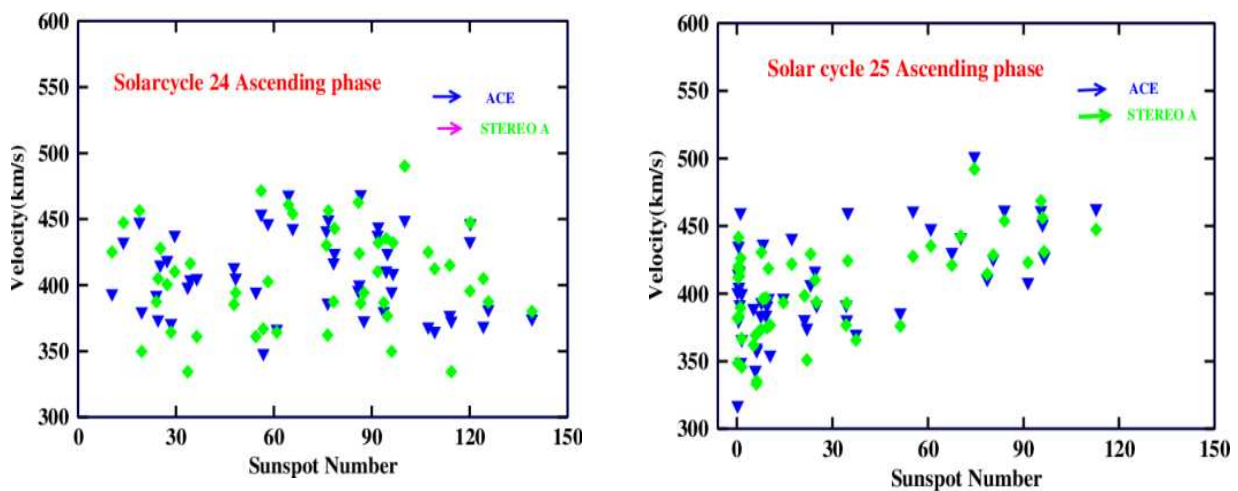 600
550
500
450
400
350
300
Velocity(km/s)
Solarcycle 24 Ascending phase
ACE
STEREO A
0 30 60 90 120 150
Sunspot Number
600
550
500
450
400
350
300
Velocity(km/s)
Solar cycle 25 Ascending phase
ACE
STEREO A
0 30 60 90 120 150
Sunspot Number